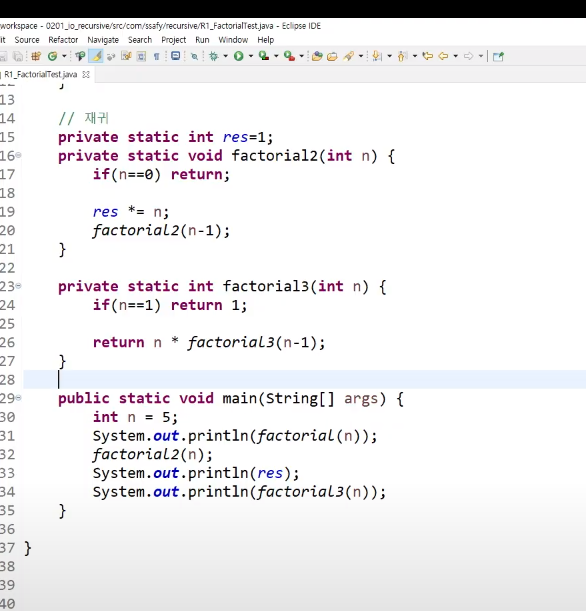 workspace - 0201_io_recursive/src/com/ssafy/recursive/R1_FactorialTest.java - Eclipse IDE
it Source Refactor Navigate Search Project Run Window Help
R1_FactorialTest.java
12 }
13
14 // 재귀
15 private static int res=1;
16 private static void factorial2(int n) {
17 if(n==0) return;
18
19 res *= n;
20 factorial2(n-1);
21 }
22
23 private static int factorial3(int n) {
24 if(n==1) return 1;
25
26 return n * factorial3(n-1);
27 }
28
29 public static void main(String[] args) {
30 int n = 5;
31 System.out.println(factorial(n));
32 factorial2(n);
33 System.out.println(res);
34 System.out.println(factorial3(n));
35 }
36
37 }
38
39
40